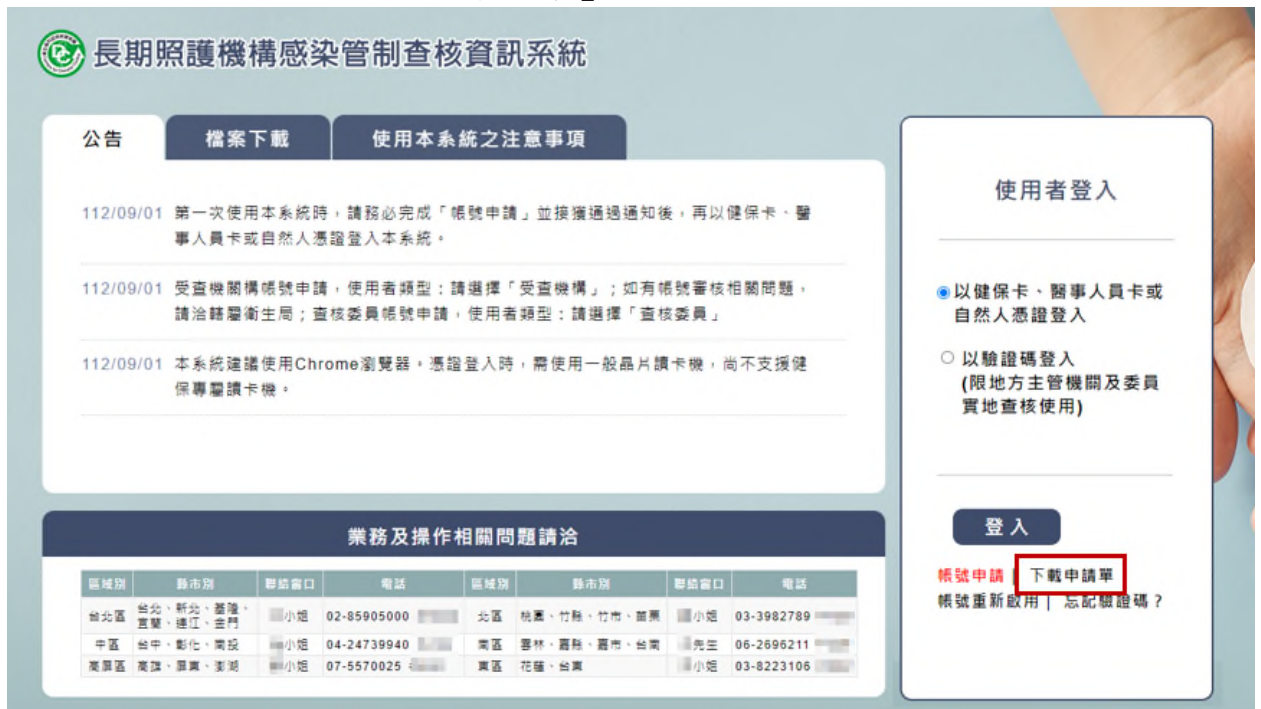 長期照護機構感染管制查核資訊系統
公告
檔案下載
使用本系統之注意事項
112/09/01 第一次使用本系統時，請務必完成「帳號申請」並接獲通過通知後，再以健保卡、醫
事人員卡或自然人憑證登入本系統。
112/09/01 受查機關構帳號申請，使用者類型：請選擇「受查機構」；如有帳號審核相關問題，
請洽轄屬衛生局；查核委員帳號申請，使用者類型：請選擇「查核委員」
112/09/01 本系統建議使用Chrome瀏覽器。憑證登入時，需使用一般晶片讀卡機，尚不支援健
保專屬讀卡機。
業務及操作相關問題請洽
區域別 縣市別 聯絡窗口 電話 區域別 縣市別 聯絡窗口 電話
台北區 台北、新北、基隆、
宜蘭、連江、金門 小姐 02-85905000 北區 桃園、竹縣、竹市、苗栗 小姐 03-3982789
中區 台中、彰化、南投 小姐 04-24739940 南區 雲林、嘉縣、嘉市、台南 先生 06-2696211
高屏區 高雄、屏東、澎湖 小姐 07-5570025 東區 花蓮、台東 小姐 03-8223106
使用者登入
以健保卡、醫事人員卡或
自然人憑證登入
以驗證碼登入
(限地方主管機關及委員
實地查核使用)
登入
帳號申請 | 下載申請單
帳號重新啟用 | 忘記驗證碼？